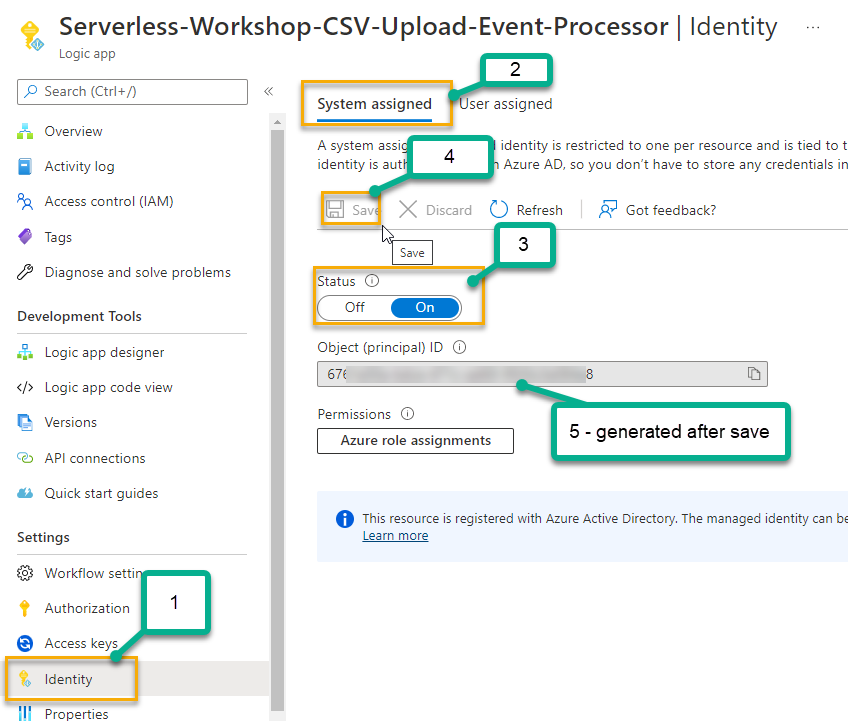 Serverless-Workshop-CSV-Upload-Event-Processor | Identity ...
Logic app
Search (Ctrl+/)
«
Overview
Activity log
Access control (IAM)
Tags
Diagnose and solve problems
Development Tools
Logic app designer
Logic app code view
Versions
API connections
Quick start guides
Settings
Workflow settin
Authorization
Access keys
1
Identity
Properties
2
System assigned User assigned
A system assig identity is restricted to one per resource and is tied to t
4
identity is auth n Azure AD, so you don't have to store any credentials in
Save Discard Refresh Got feedback?
Save
3
Status
Off On
Object (principal) ID
676 8
5 - generated after save
Permissions
Azure role assignments
This resource is registered with Azure Active Directory. The managed identity can be
Learn more